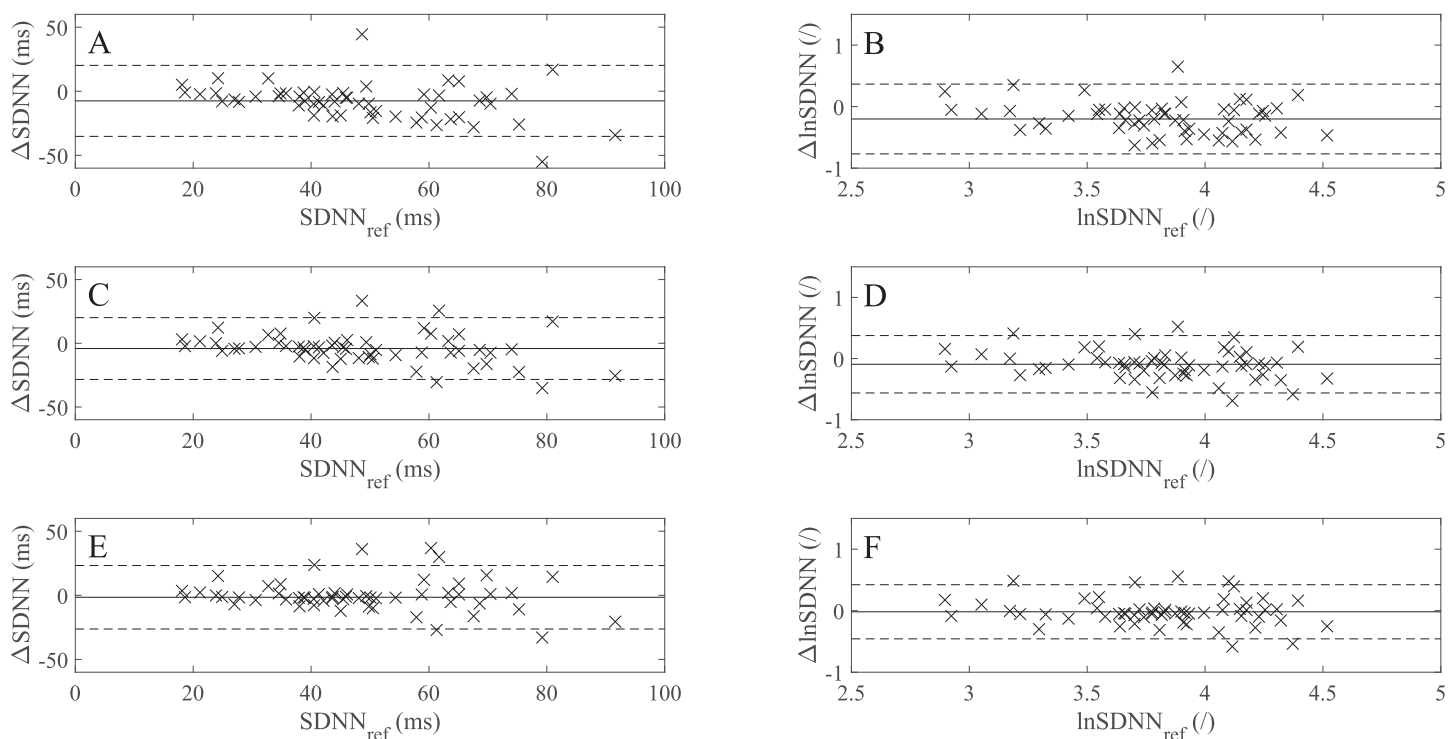 A
50
0
-50
ΔSDNN (ms)
0 20 40 60 80 100
SDNN_ref (ms)
B
1
0
-1
ΔlnSDNN (/)
2.5 3 3.5 4 4.5 5
lnSDNN_ref (/)
C
50
0
-50
ΔSDNN (ms)
0 20 40 60 80 100
SDNN_ref (ms)
D
1
0
-1
ΔlnSDNN (/)
2.5 3 3.5 4 4.5 5
lnSDNN_ref (/)
E
50
0
-50
ΔSDNN (ms)
0 20 40 60 80 100
SDNN_ref (ms)
F
1
0
-1
ΔlnSDNN (/)
2.5 3 3.5 4 4.5 5
lnSDNN_ref (/)